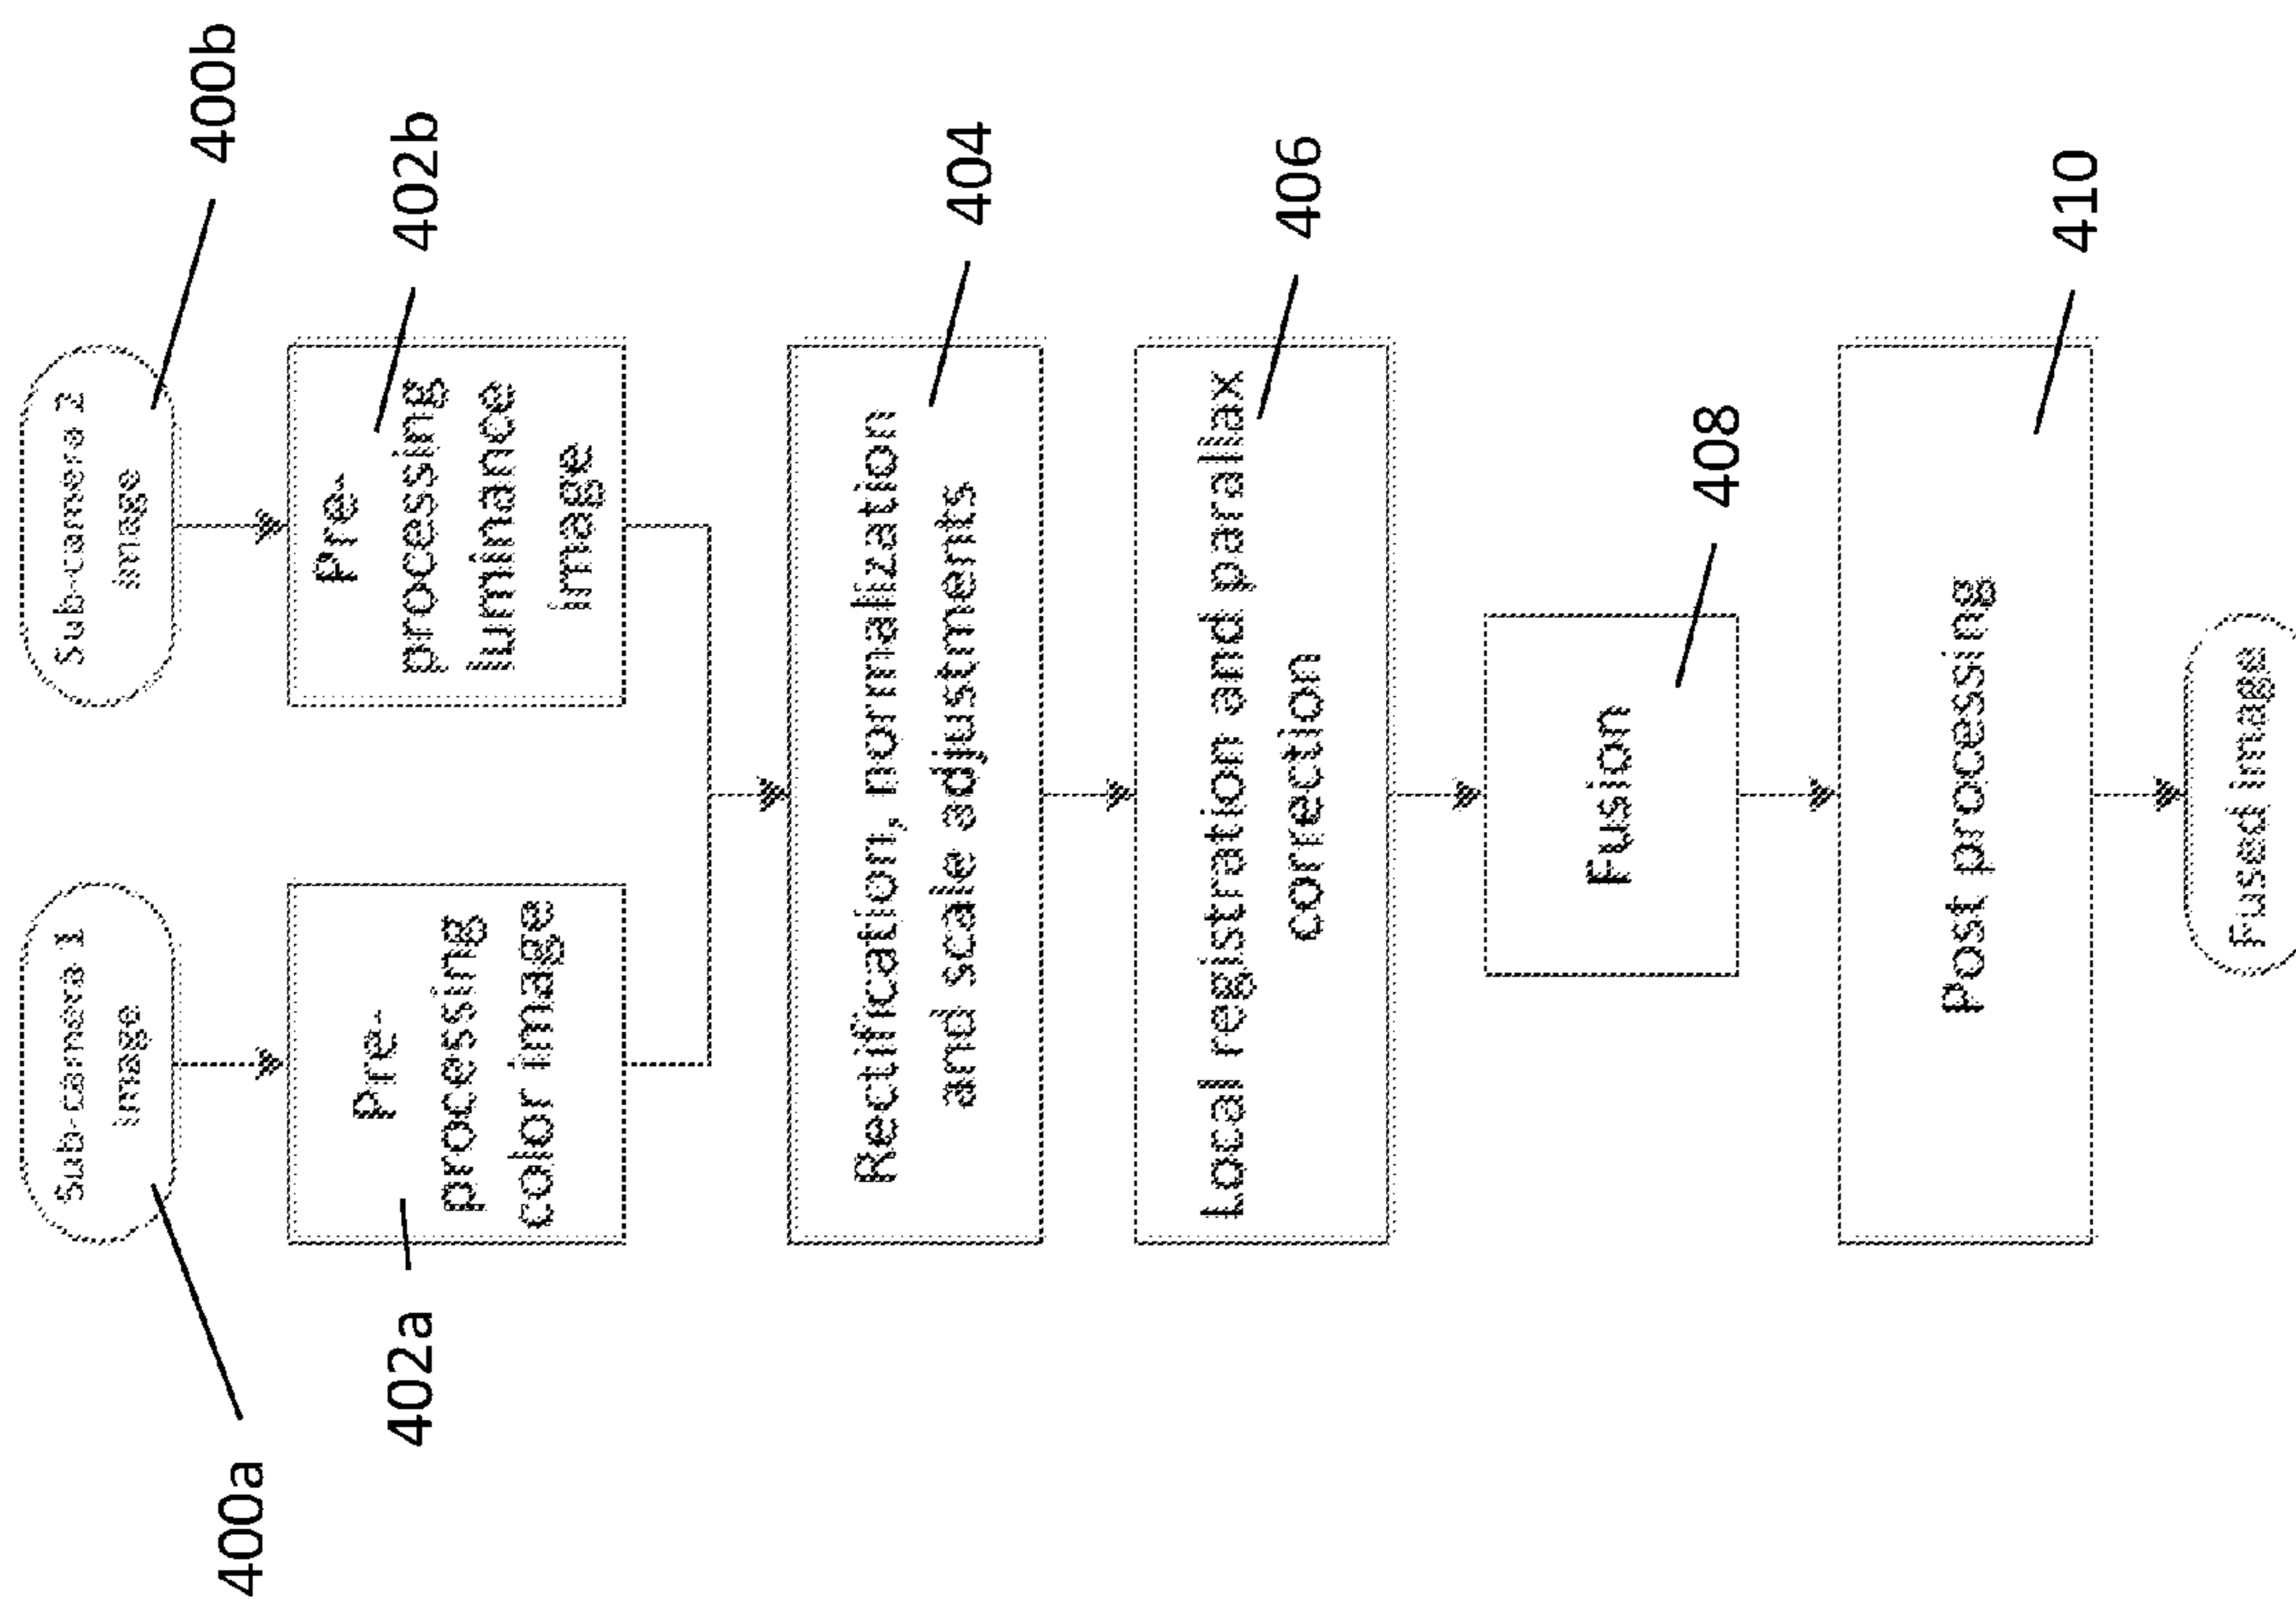 400a
Sub-camera 1
image
Sub-camera 2
image
400b
402a
Pre-
processing
color image
Pre-
processing
luminance
image
402b
Rectification, normalization
and scale adjustments
404
Local registration and parallax
correction
406
Fusion
408
Post processing
410
Fused image